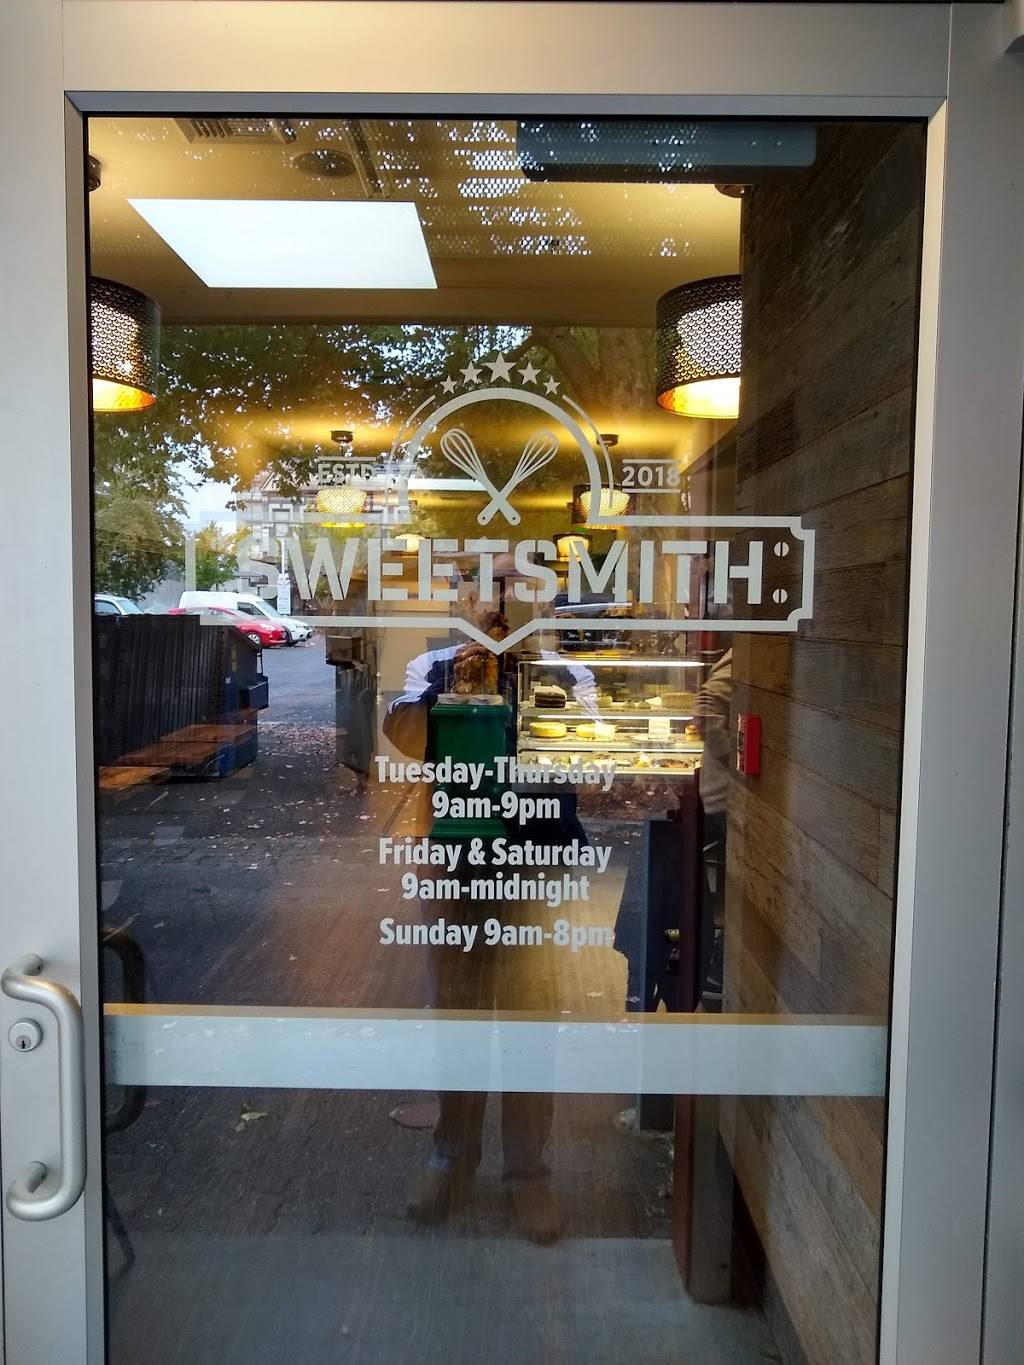 ESTD 2018
SWEETSMITH
Tuesday-Thursday
9am-9pm
Friday & Saturday
9am-midnight
Sunday 9am-8pm